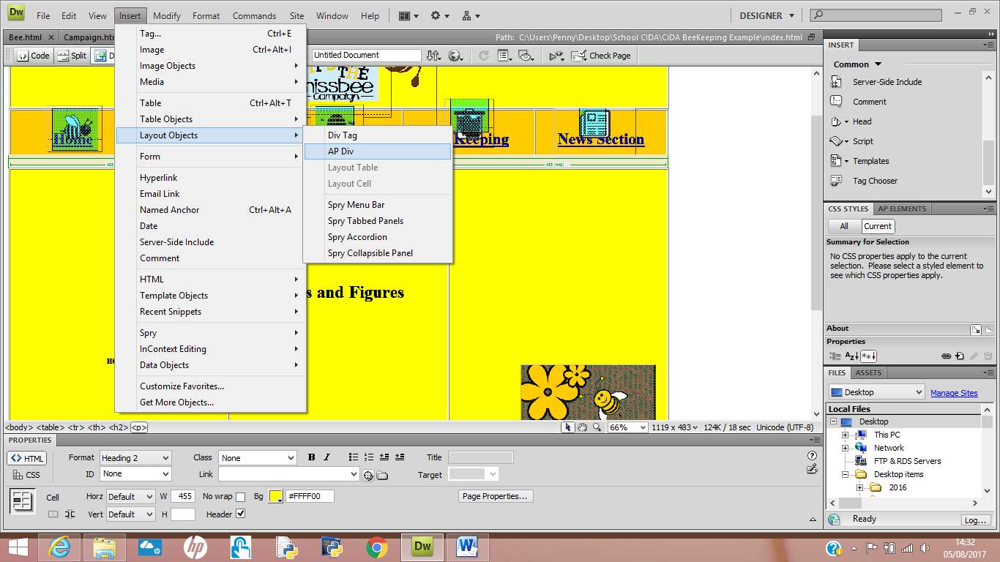 Dw File Edit View Insert Modify Format Commands Site Window Help DESIGNER
Bee.html × Campaign.htm Path: C:\Users\Penny\Desktop\School CIDA\CiDA BeeKeeping Example\index.html
Code Split D Untitled Document Check Page
Tag... Ctrl+E
Image Ctrl+Alt+I
Image Objects
Media
Table Ctrl+Alt+T
Table Objects
Layout Objects
Form
Hyperlink
Email Link
Named Anchor Ctrl+Alt+A
Date
Server-Side Include
Comment
HTML
Template Objects
Recent Snippets
Spry
InContext Editing
Data Objects
Customize Favorites...
Get More Objects...
Div Tag
AP Div
Layout Table
Layout Cell
Spry Menu Bar
Spry Tabbed Panels
Spry Accordion
Spry Collapsible Panel
THE
missbee
campaign
Home Keeping News Section
455 (448)
s and Figures
HO
INSERT
Common
Server-Side Include
Comment
Head
Script
Templates
Tag Chooser
CSS STYLES AP ELEMENTS
All Current
Summary for Selection
No CSS properties apply to the current
selection. Please select a styled element to
see which CSS properties apply.
About
Properties
FILES ASSETS
Desktop Manage Sites
Local Files
Desktop
This PC
Network
FTP & RDS Servers
Desktop items
2016
Ready Log...
<body> <table> <tr> <th> <h2> <p> 66% 1119 x 483 124K / 18 sec Unicode (UTF-8)
PROPERTIES
HTML Format Heading 2 Class None B I Title
CSS ID None Link Target
Cell Horz Default W 455 No wrap Bg #FFFF00 Page Properties...
Vert Default H Header
14:32
05/08/2017